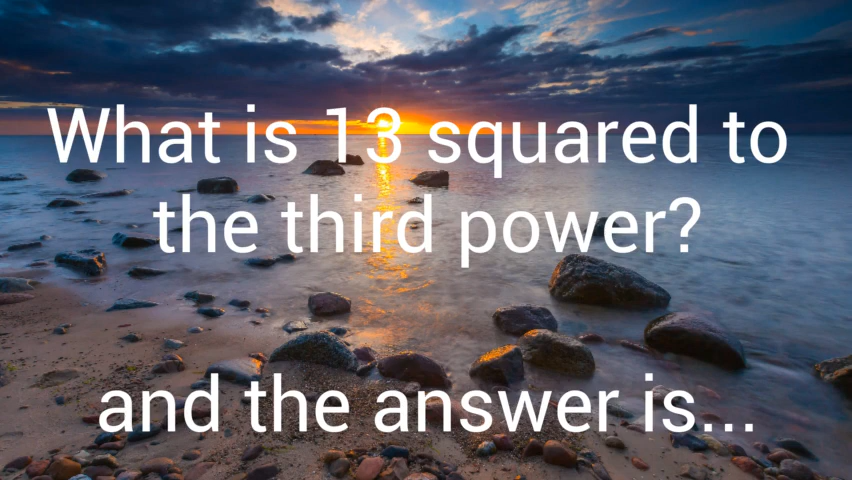 What is 13 squared to
the third power?
and the answer is...